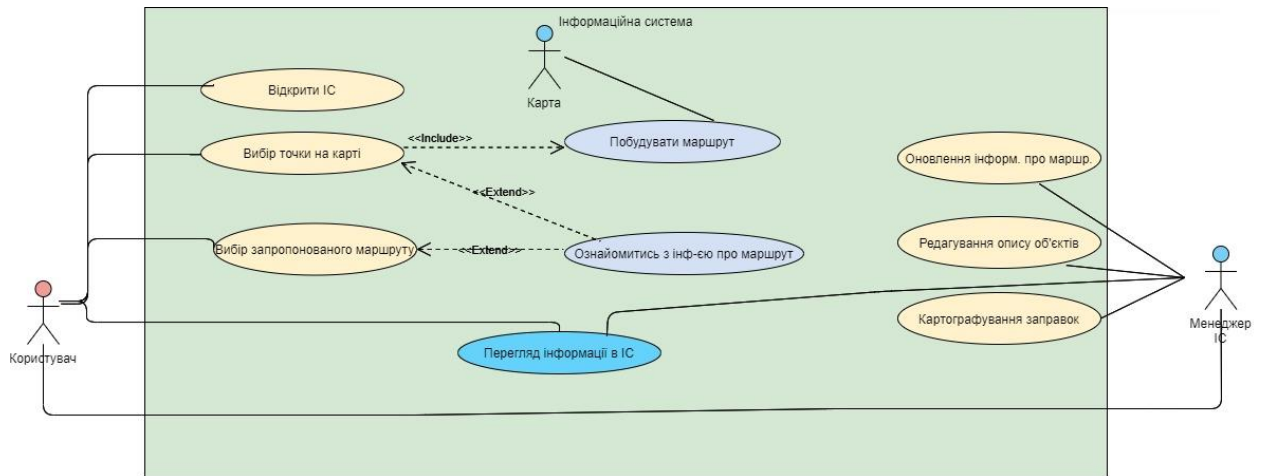 Інформаційна система
Карта
Відкрити ІС
<<Include>>
Вибір точки на карті
Побудувати маршрут
Оновлення інформ. про маршр.
<<Extend>>
Вибір запропонованого маршруту
<<Extend>>
Ознайомитись з інф-єю про маршрут
Редагування опису об'єктів
Картографування заправок
Менеджер
ІС
Перегляд інформації в ІС
Користувач